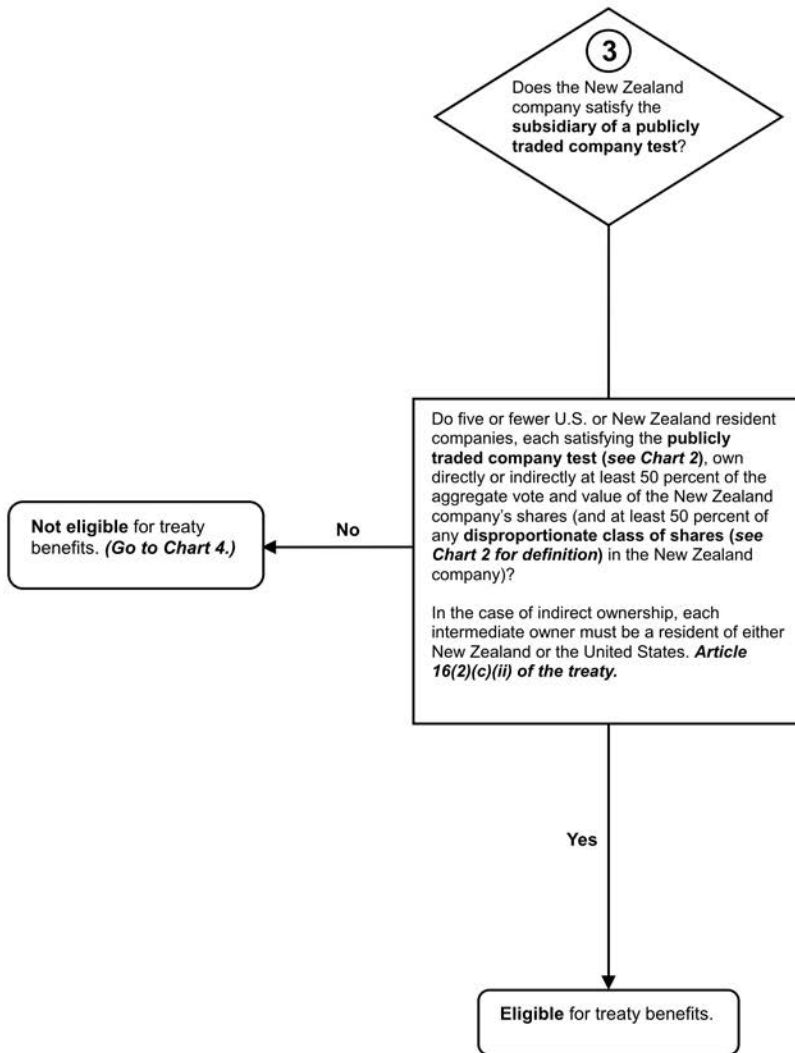 3
Does the New Zealand
company satisfy the
subsidiary of a publicly
traded company test?
Do five or fewer U.S. or New Zealand resident
companies, each satisfying the publicly
traded company test (see Chart 2), own
directly or indirectly at least 50 percent of the
aggregate vote and value of the New Zealand
company's shares (and at least 50 percent of
any disproportionate class of shares (see
Chart 2 for definition) in the New Zealand
company)?
In the case of indirect ownership, each
intermediate owner must be a resident of either
New Zealand or the United States. Article
16(2)(c)(ii) of the treaty.
No
Not eligible for treaty
benefits. (Go to Chart 4.)
Yes
Eligible for treaty benefits.